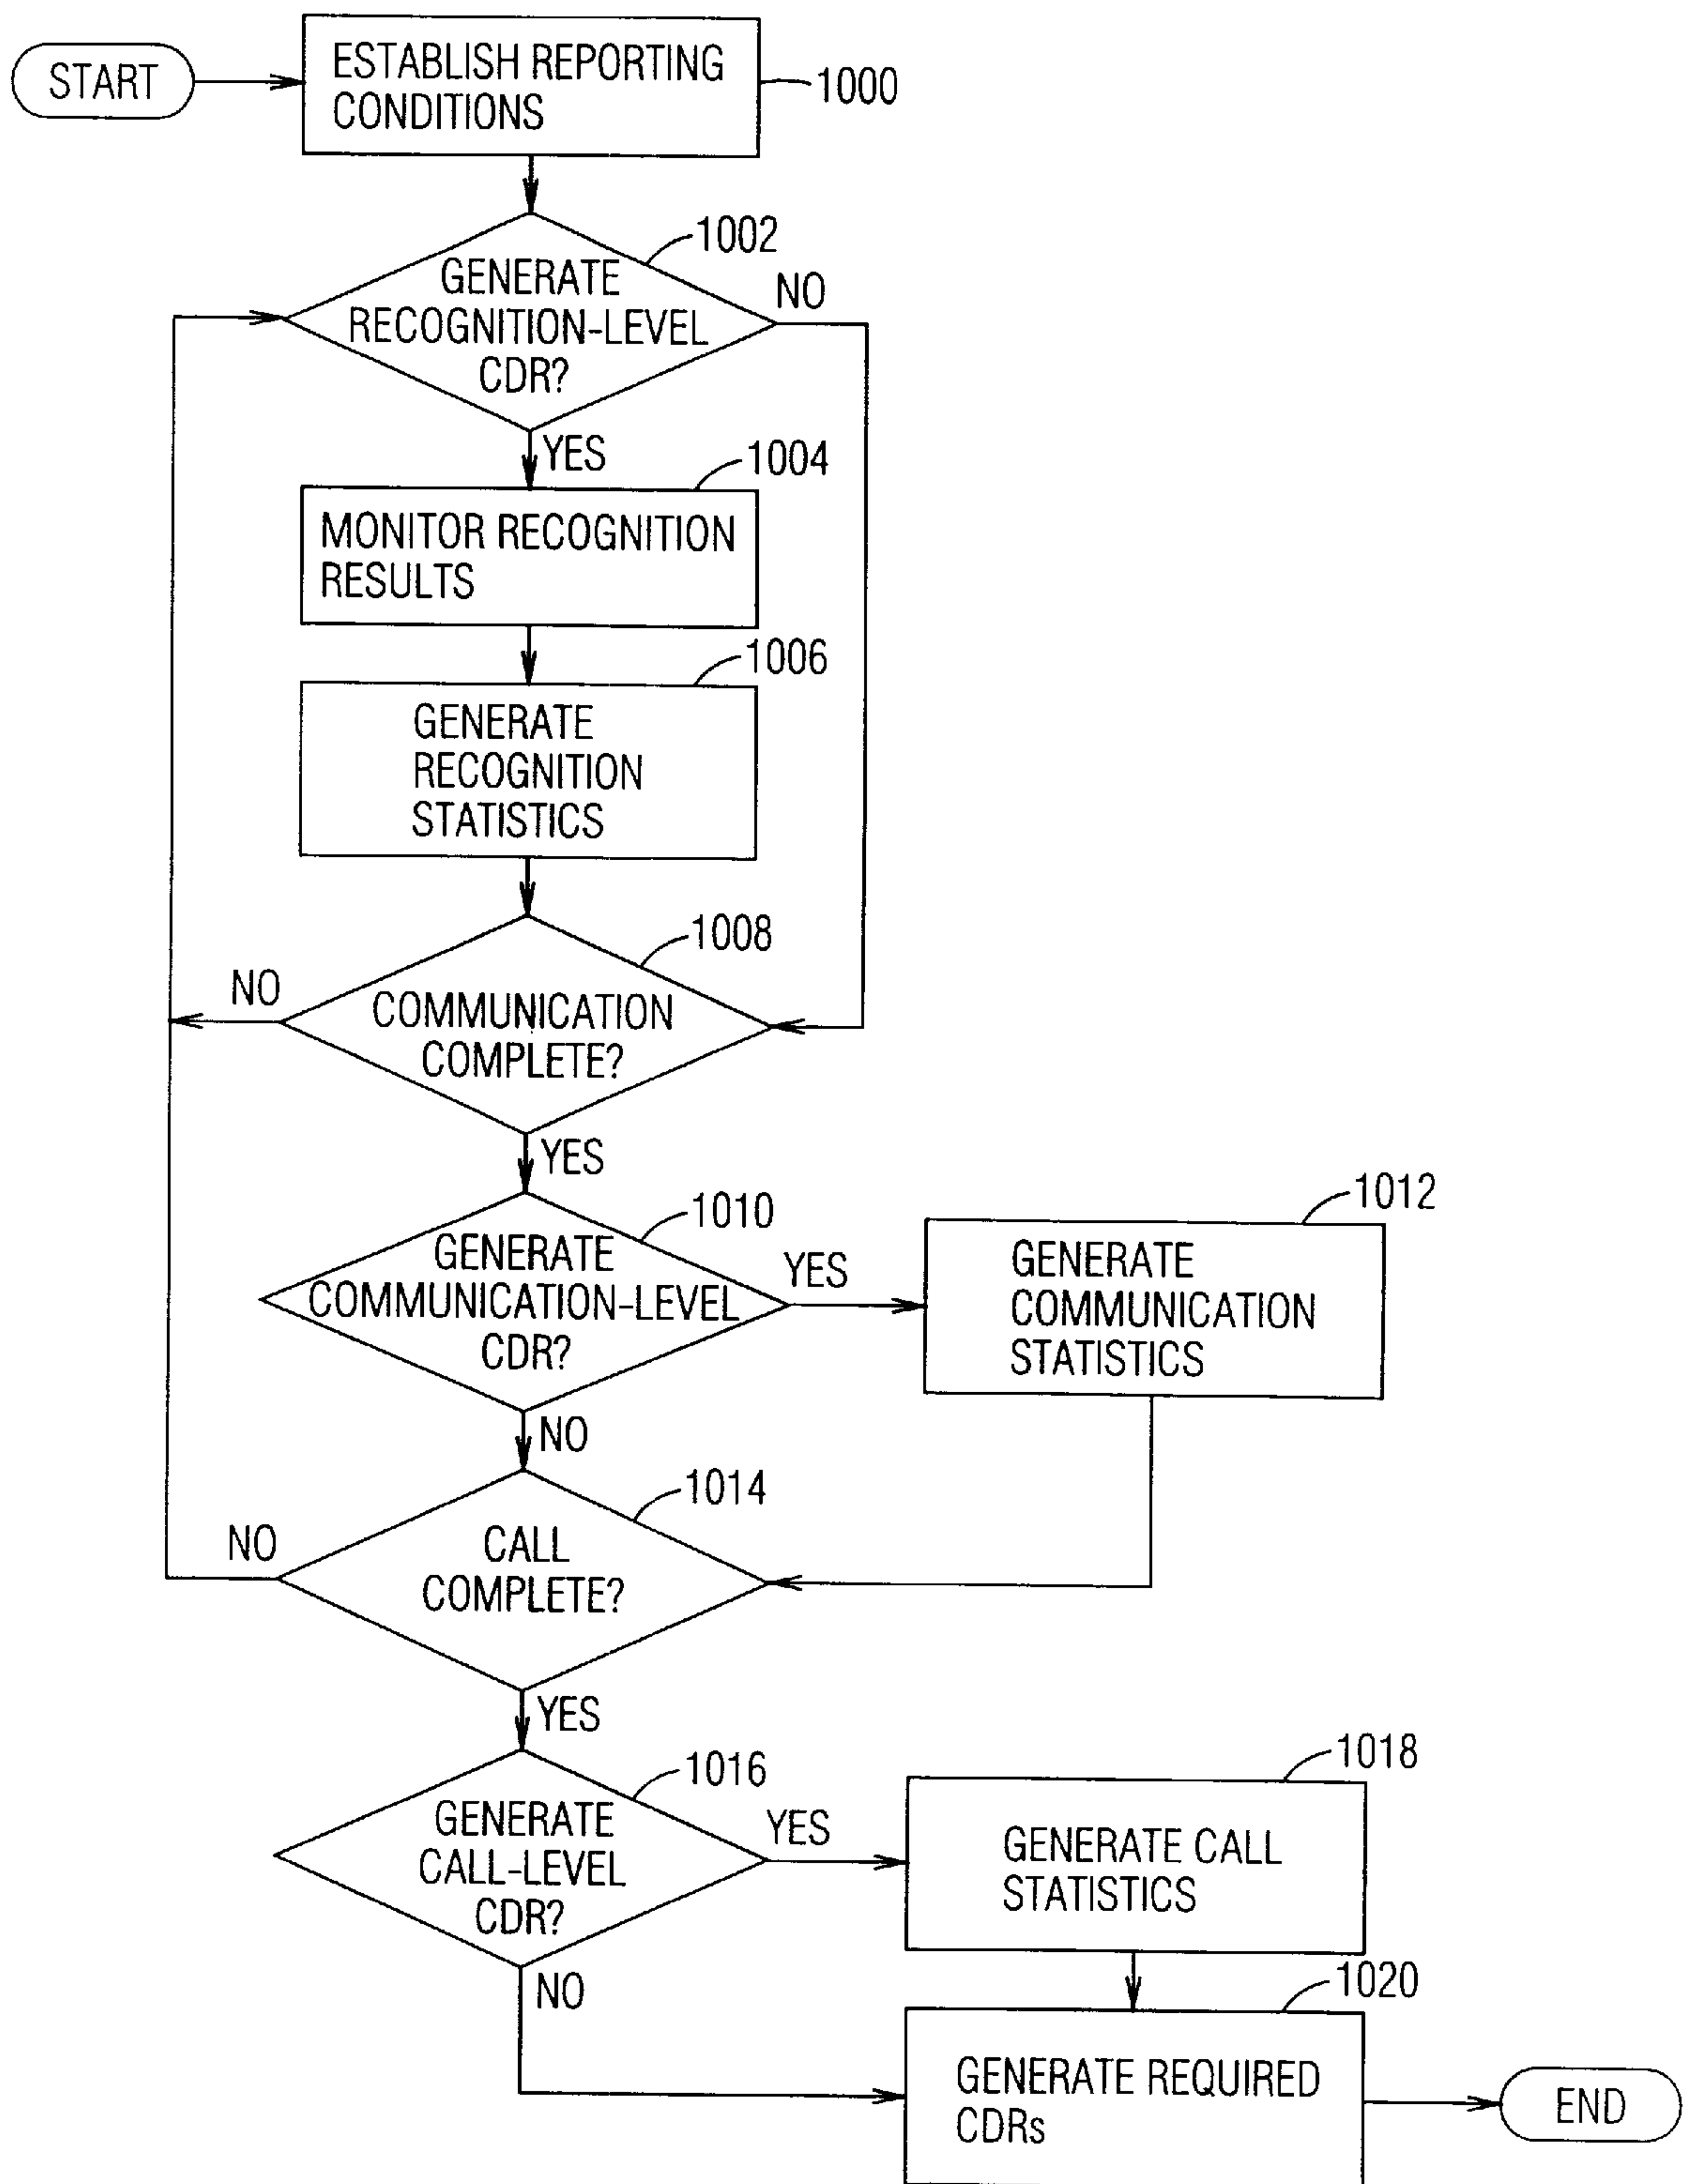 START
ESTABLISH REPORTING
CONDITIONS
1000
1002
GENERATE
RECOGNITION-LEVEL
CDR?
NO
YES
1004
MONITOR RECOGNITION
RESULTS
1006
GENERATE
RECOGNITION
STATISTICS
1008
NO
COMMUNICATION
COMPLETE?
YES
1010
GENERATE
COMMUNICATION-LEVEL
CDR?
YES
1012
GENERATE
COMMUNICATION
STATISTICS
NO
1014
NO
CALL
COMPLETE?
YES
1016
GENERATE
CALL-LEVEL
CDR?
YES
1018
GENERATE CALL
STATISTICS
NO
1020
GENERATE REQUIRED
CDRs
END